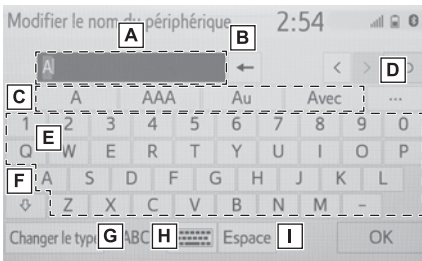 Modifier le nom du périphérique 2:54
A B
A ← < > D
C A AAA Au Avec ...
1 2 3 4 5 6 7 8 9 0
E
Q W E R T Y U I O P
F A S D F G H J K L
Z X C V B N M -
Changer le type G ABC H Espace I OK